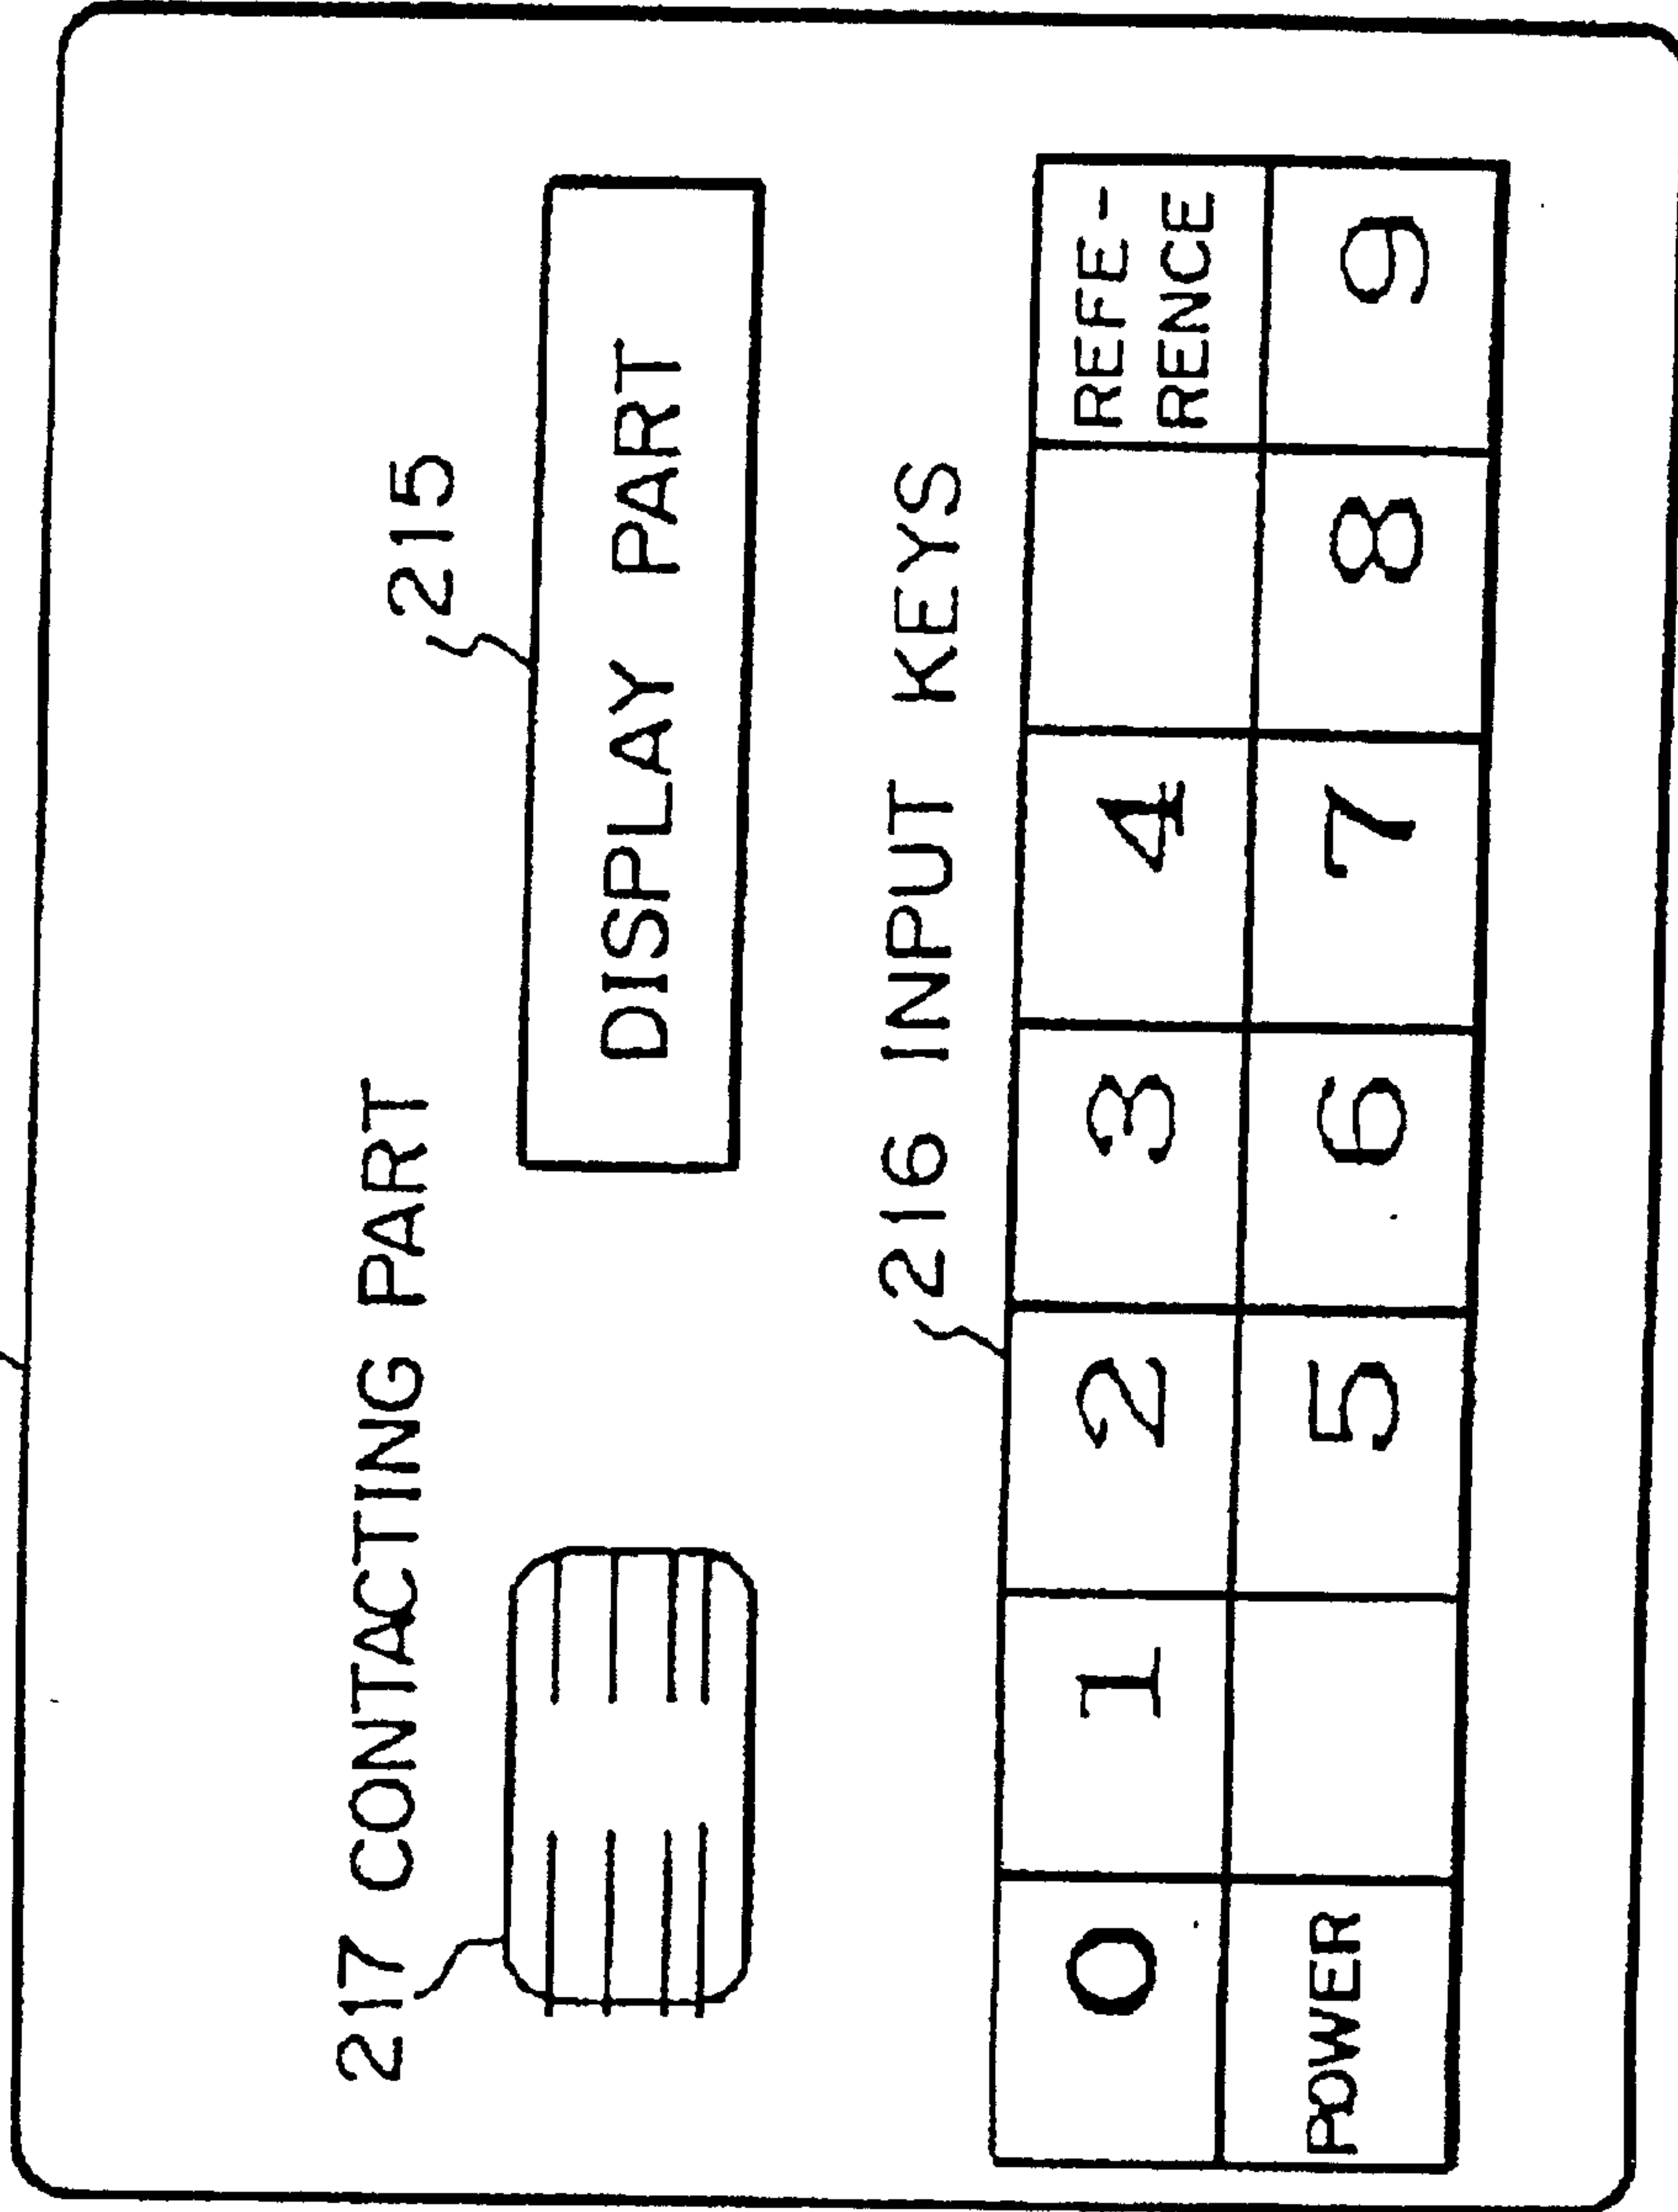 217 CONTACTING PART
215
DISPLAY PART
216 INPUT KEYS
0 1 2 3 4 REFE-
RENCE
POWER 5 6 7 8 9